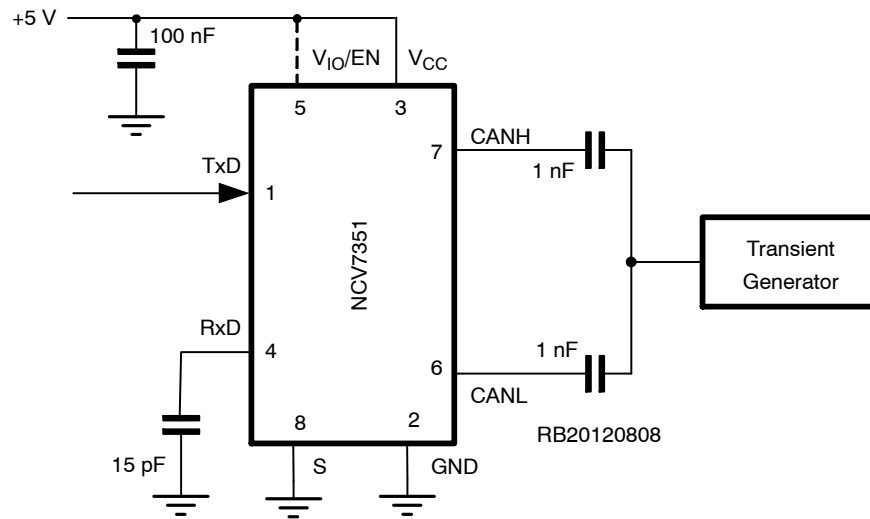 +5 V
100 nF
V_IO/EN
V_CC
5
3
CANH
7
1 nF
TxD
1
NCV7351
Transient
Generator
RxD
4
1 nF
6
CANL
8
2
RB20120808
15 pF
S
GND